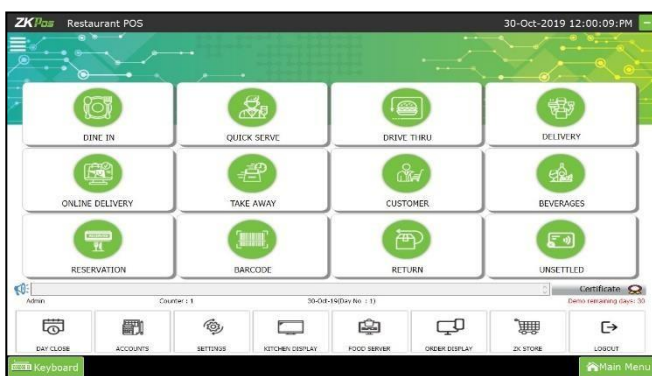 ZKPos Restaurant POS 30-Oct-2019 12:00:09:PM
DINE IN QUICK SERVE DRIVE THRU DELIVERY
ONLINE DELIVERY TAKE AWAY CUSTOMER BEVERAGES
RESERVATION BARCODE RETURN UNSETTLED
Certificate
Admin Counter : 1 30-Oct-19(Day No : 1) Demo remaining days: 30
DAY CLOSE ACCOUNTS SETTINGS KITCHEN DISPLAY FOOD SERVER ORDER DISPLAY ZK STORE LOGOUT
Keyboard Main Menu